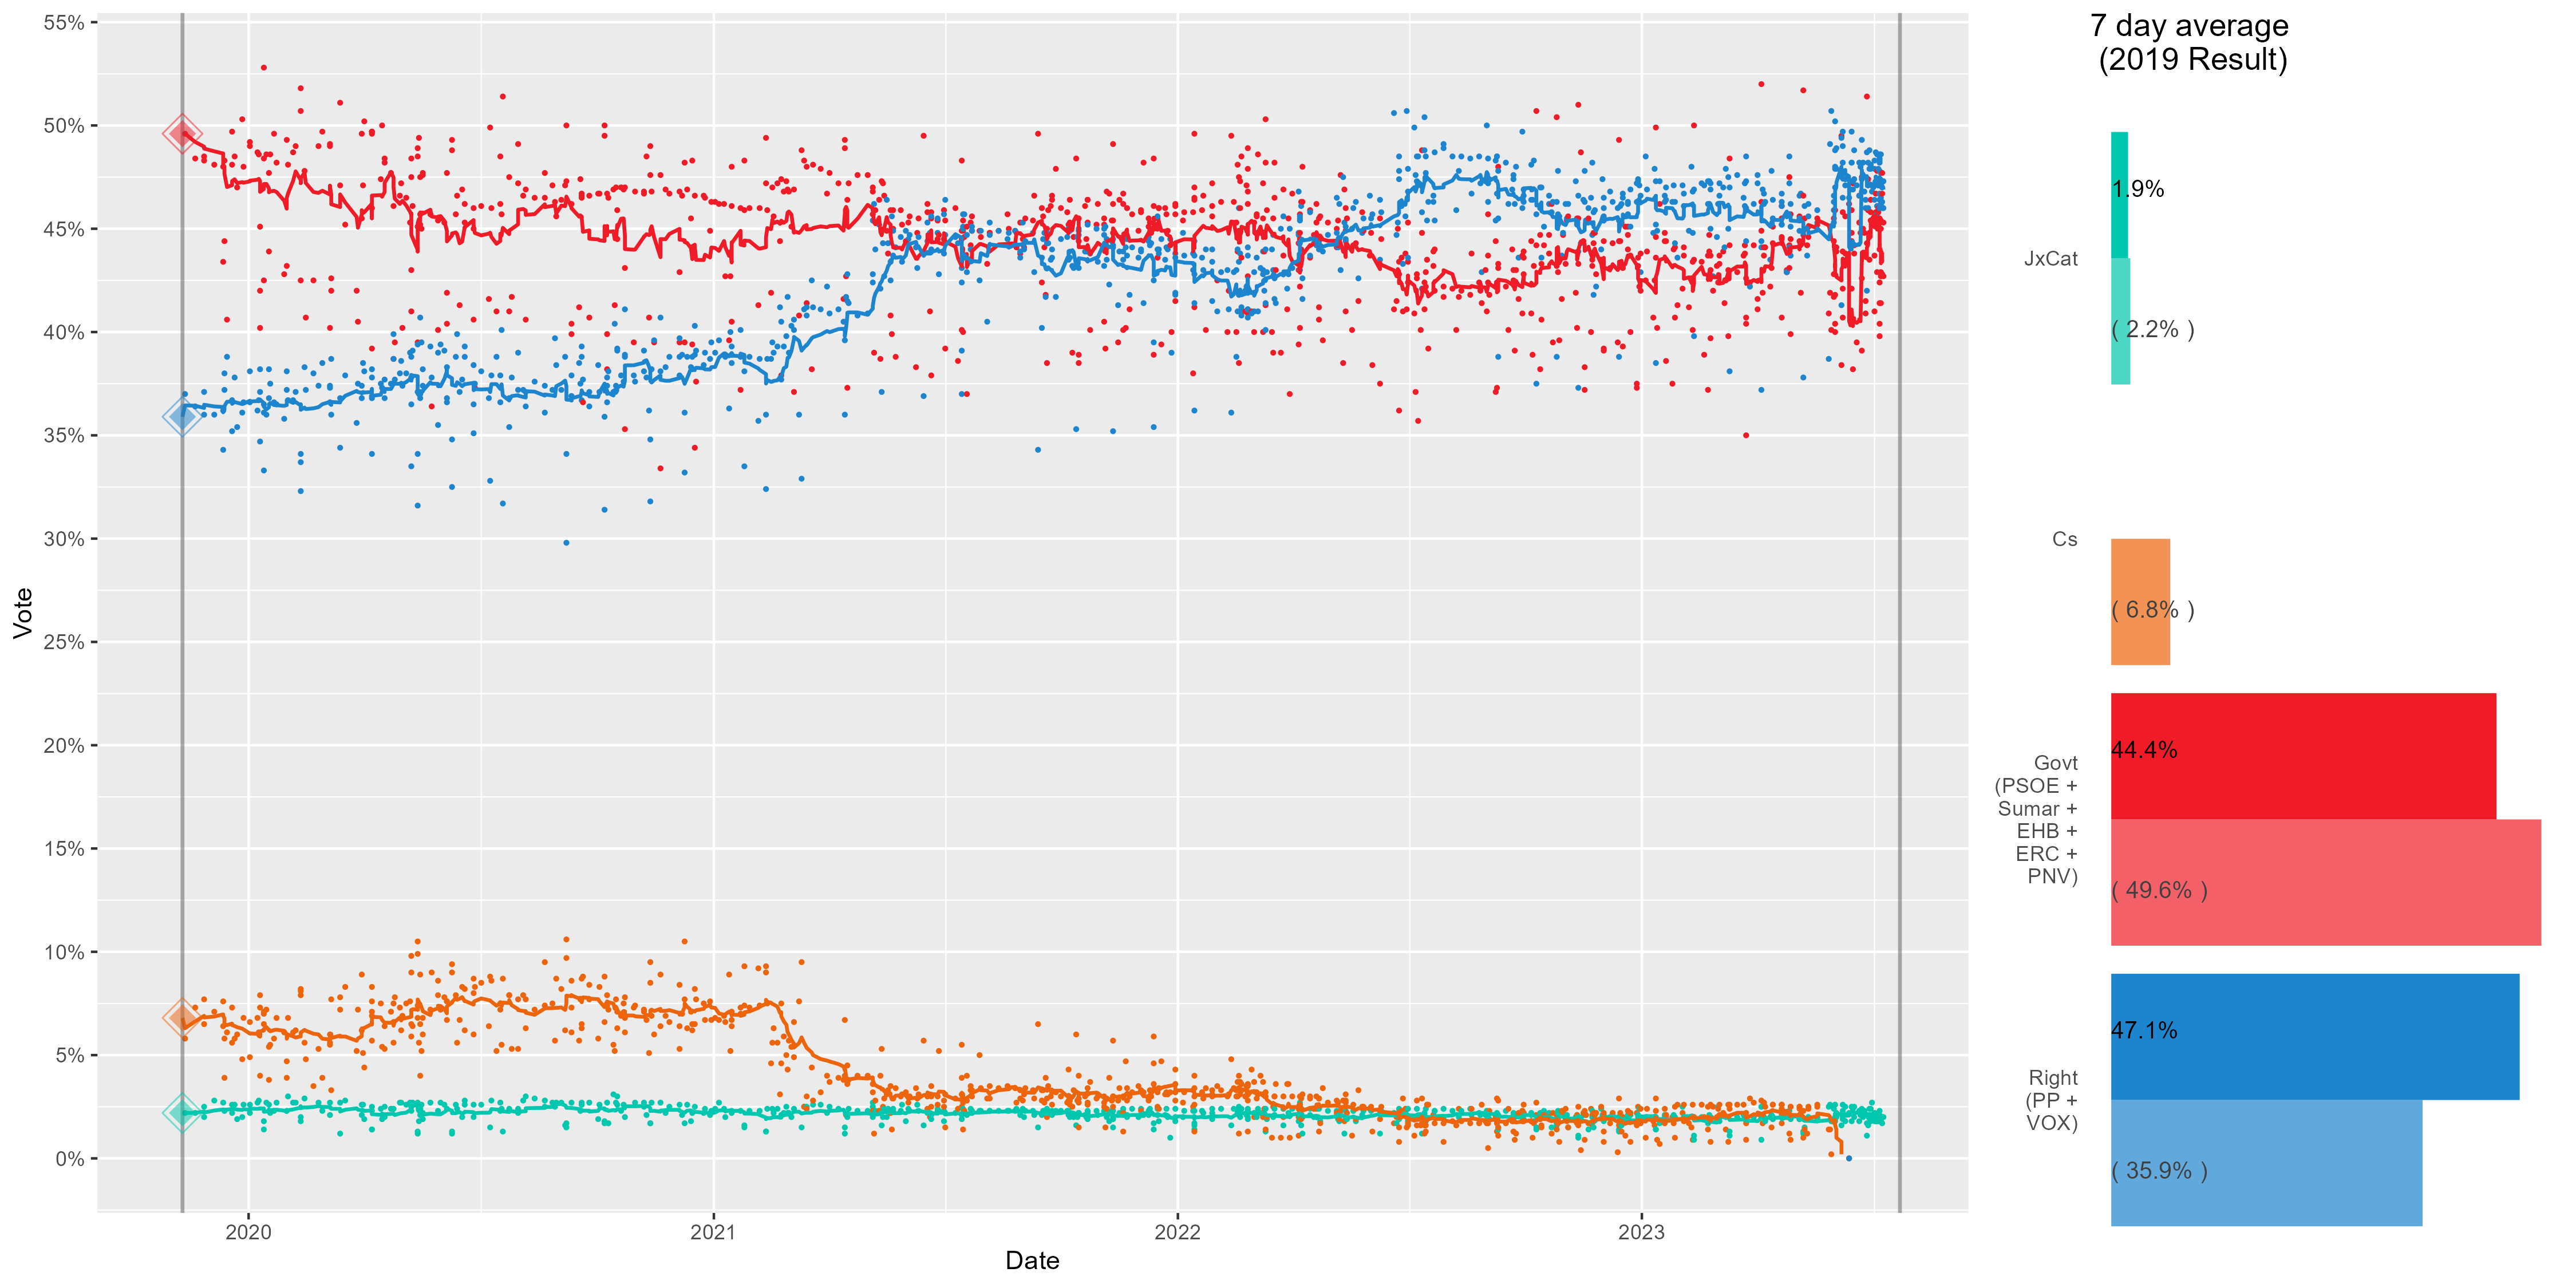 7 day average
(2019 Result)
55%
50%
45%
40%
35%
30%
25%
20%
15%
10%
5%
0%
Vote
2020
2021
2022
2023
Date
JxCat
1.9%
( 2.2% )
Cs
( 6.8% )
Govt
(PSOE +
Sumar +
EHB +
ERC +
PNV)
44.4%
( 49.6% )
Right
(PP +
VOX)
47.1%
( 35.9% )